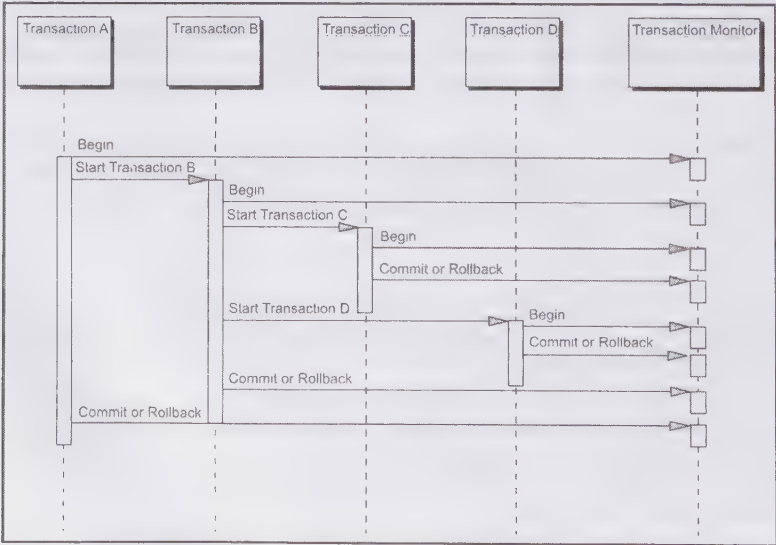 Transaction A
Transaction B
Transaction C
Transaction D
Transaction Monitor
Begin
Start Transaction B
Begin
Start Transaction C
Begin
Commit or Rollback
Start Transaction D
Begin
Commit or Rollback
Commit or Rollback
Commit or Rollback